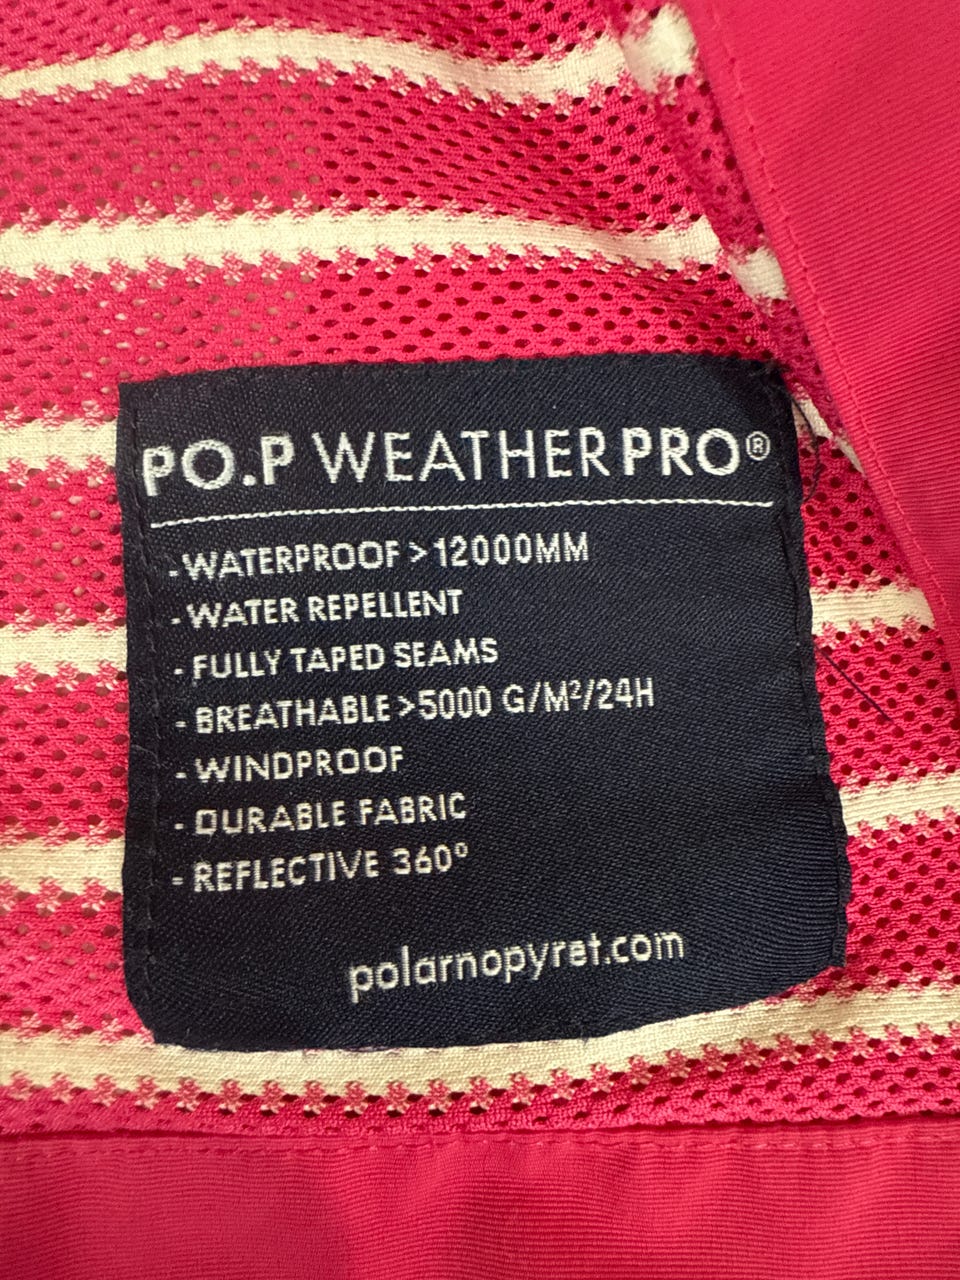 PO.P WEATHERPRO®
- WATERPROOF > 12000MM
- WATER REPELLENT
- FULLY TAPED SEAMS
- BREATHABLE >5000 G/M²/24H
- WINDPROOF
- DURABLE FABRIC
- REFLECTIVE 360°
polarnopyret.com